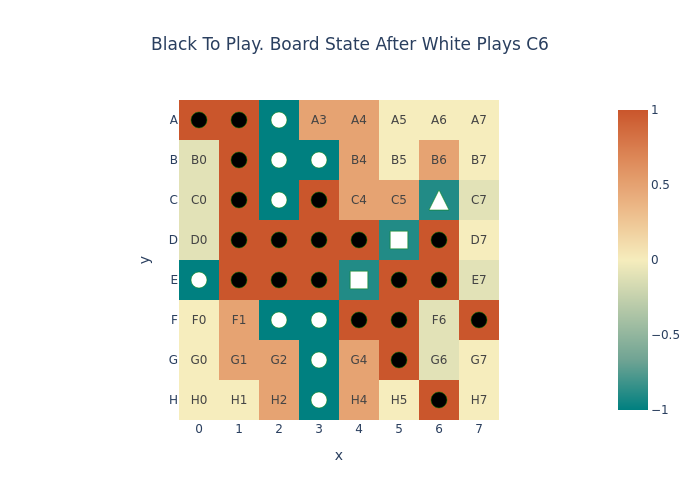 Black To Play. Board State After White Plays C6
A A3 A4 A5 A6 A7 1
B B0 B4 B5 B6 B7
C C0 C4 C5 C7 0.5
D D0 D7 0
y E E7
F F0 F1 F6 −0.5
G G0 G1 G2 G4 G6 G7
H H0 H1 H2 H4 H5 H7 −1
0 1 2 3 4 5 6 7
x